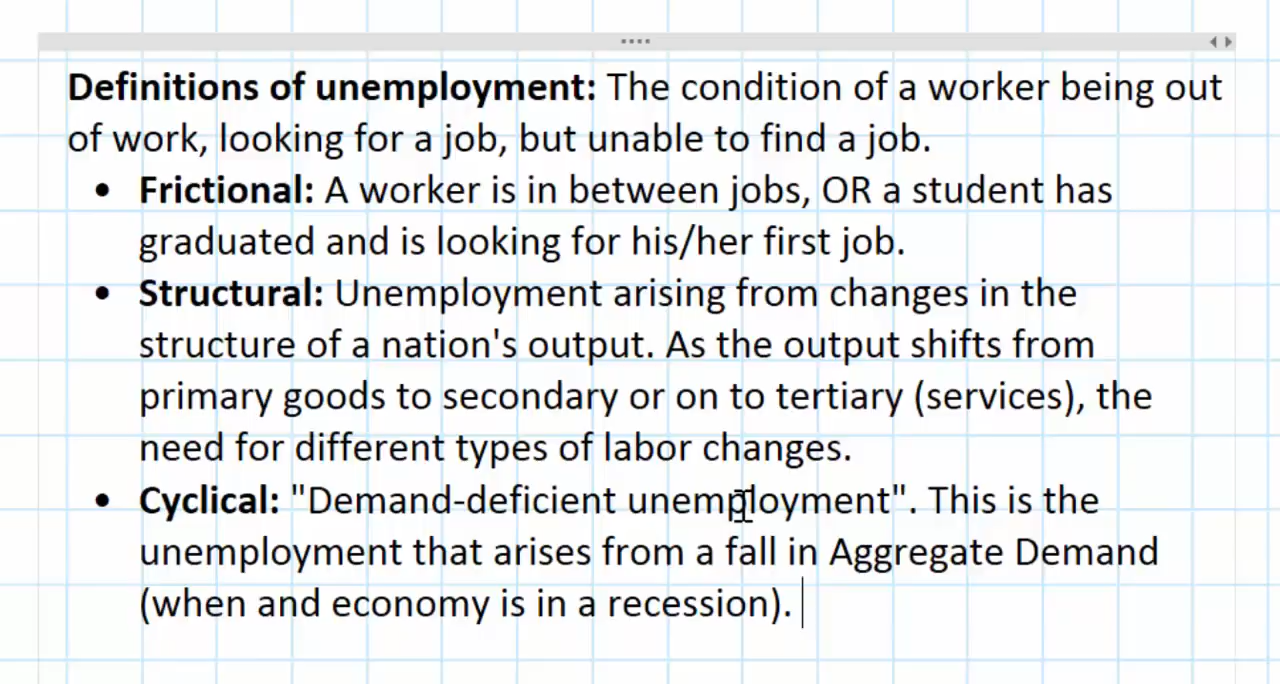 Definitions of unemployment: The condition of a worker being out
of work, looking for a job, but unable to find a job.
• Frictional: A worker is in between jobs, OR a student has
graduated and is looking for his/her first job.
• Structural: Unemployment arising from changes in the
structure of a nation's output. As the output shifts from
primary goods to secondary or on to tertiary (services), the
need for different types of labor changes.
• Cyclical: "Demand-deficient unemployment". This is the
unemployment that arises from a fall in Aggregate Demand
(when and economy is in a recession).